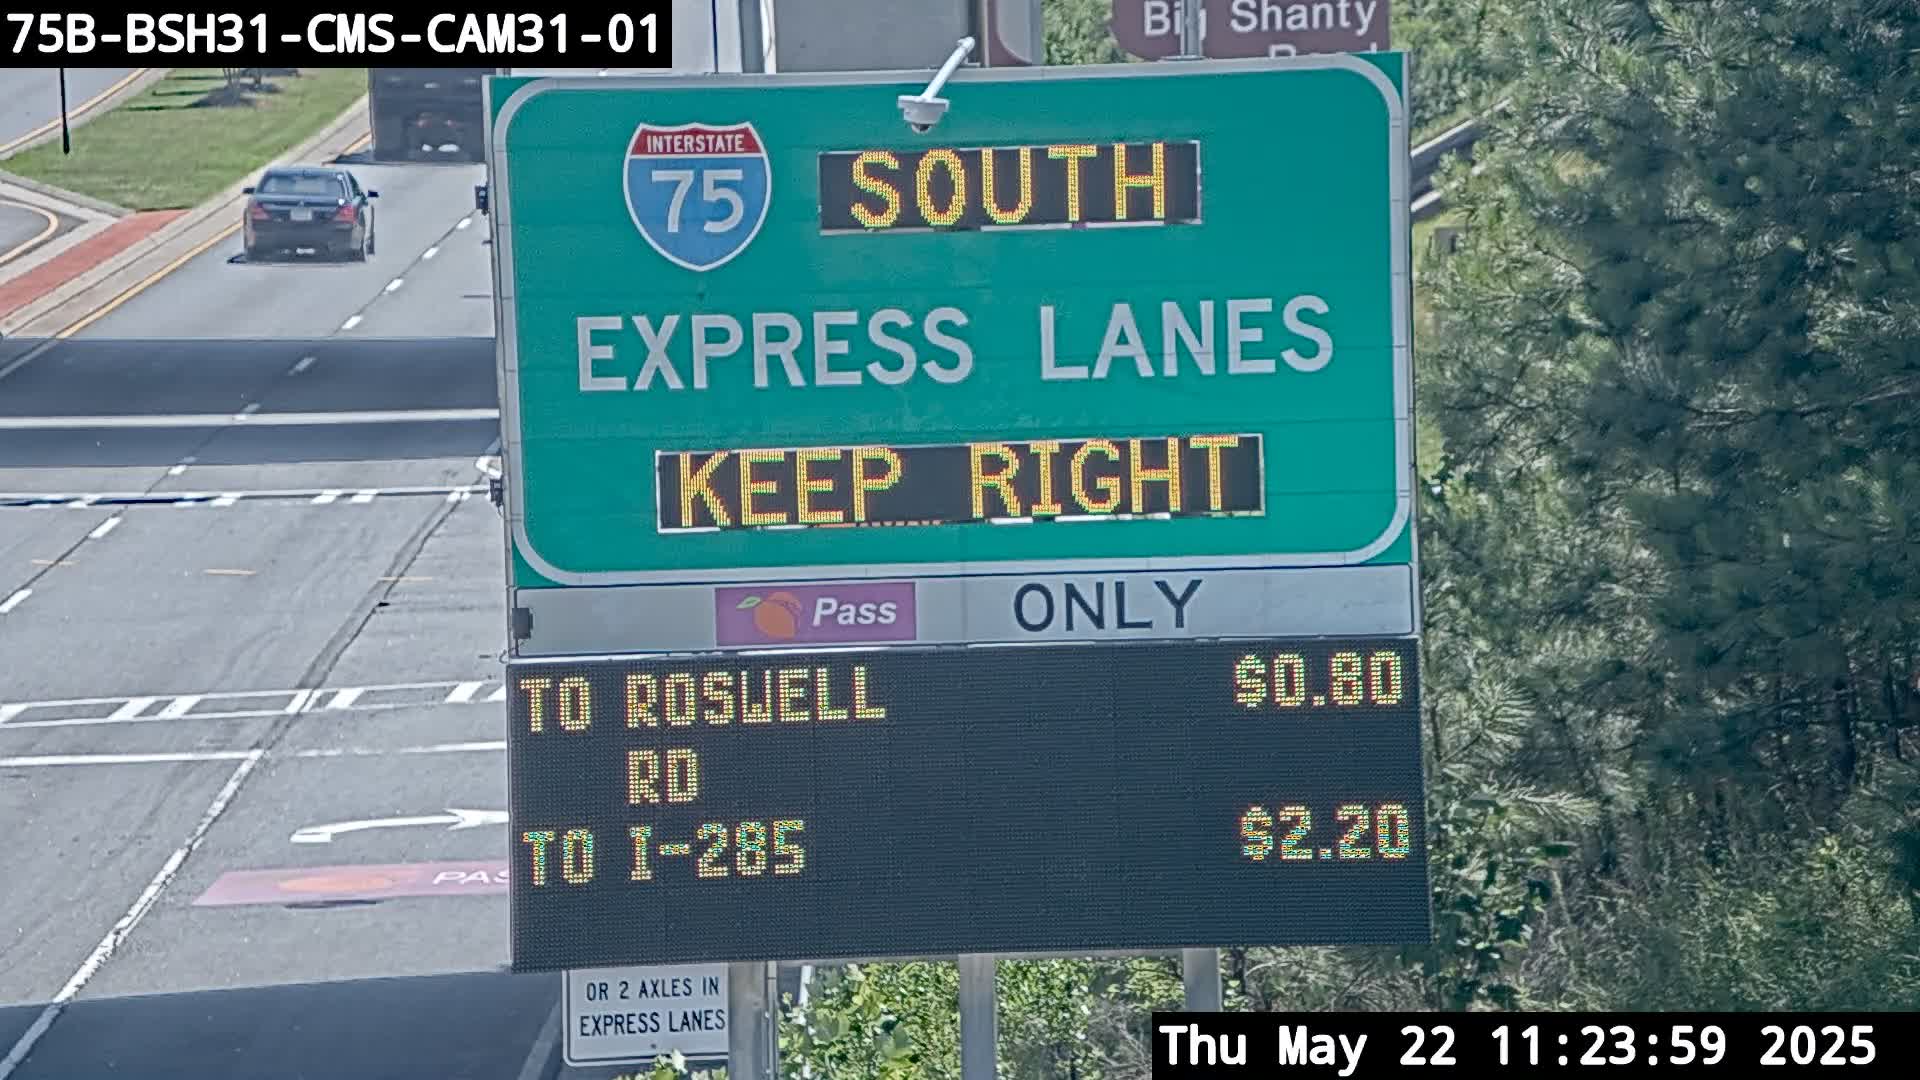 75B-BSH31-CMS-CAM31-01
Big Shanty
Road
INTERSTATE
75
SOUTH
EXPRESS LANES
KEEP RIGHT
Pass ONLY
TO ROSWELL $0.80
RD
TO I-285 $2.20
PAS
OR 2 AXLES IN
EXPRESS LANES
Thu May 22 11:23:59 2025